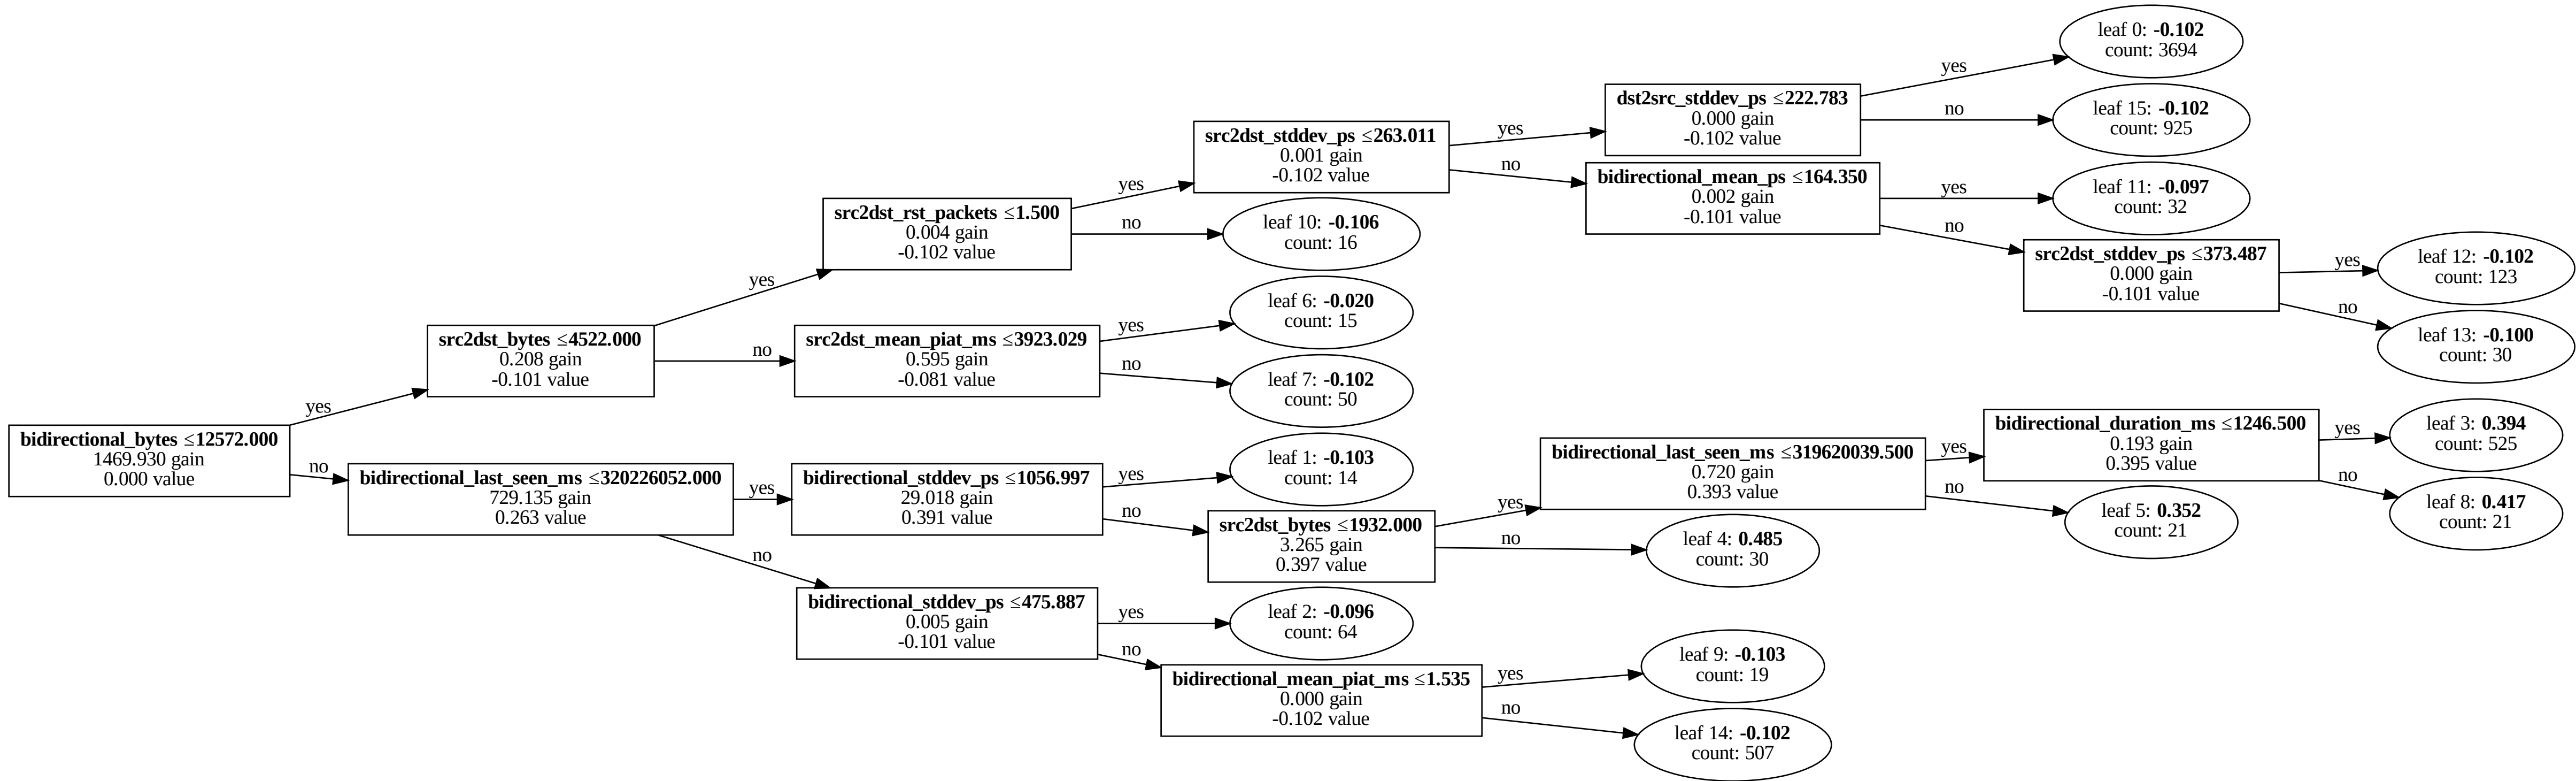 bidirectional_bytes ≤12572.000
1469.930 gain
0.000 value
yes
no
src2dst_bytes ≤4522.000
0.208 gain
-0.101 value
yes
no
src2dst_rst_packets ≤1.500
0.004 gain
-0.102 value
yes
no
src2dst_stddev_ps ≤263.011
0.001 gain
-0.102 value
yes
no
dst2src_stddev_ps ≤222.783
0.000 gain
-0.102 value
yes
no
leaf 0: -0.102
count: 3694
leaf 15: -0.102
count: 925
bidirectional_mean_ps ≤164.350
0.002 gain
-0.101 value
yes
no
leaf 11: -0.097
count: 32
src2dst_stddev_ps ≤373.487
0.000 gain
-0.101 value
yes
no
leaf 12: -0.102
count: 123
leaf 13: -0.100
count: 30
leaf 10: -0.106
count: 16
src2dst_mean_piat_ms ≤3923.029
0.595 gain
-0.081 value
yes
no
leaf 6: -0.020
count: 15
leaf 7: -0.102
count: 50
bidirectional_last_seen_ms ≤320226052.000
729.135 gain
0.263 value
yes
no
bidirectional_stddev_ps ≤1056.997
29.018 gain
0.391 value
yes
no
leaf 1: -0.103
count: 14
src2dst_bytes ≤1932.000
3.265 gain
0.397 value
yes
no
bidirectional_last_seen_ms ≤319620039.500
0.720 gain
0.393 value
yes
no
bidirectional_duration_ms ≤1246.500
0.193 gain
0.395 value
yes
no
leaf 3: 0.394
count: 525
leaf 8: 0.417
count: 21
leaf 5: 0.352
count: 21
leaf 4: 0.485
count: 30
bidirectional_stddev_ps ≤475.887
0.005 gain
-0.101 value
yes
no
leaf 2: -0.096
count: 64
bidirectional_mean_piat_ms ≤1.535
0.000 gain
-0.102 value
yes
no
leaf 9: -0.103
count: 19
leaf 14: -0.102
count: 507